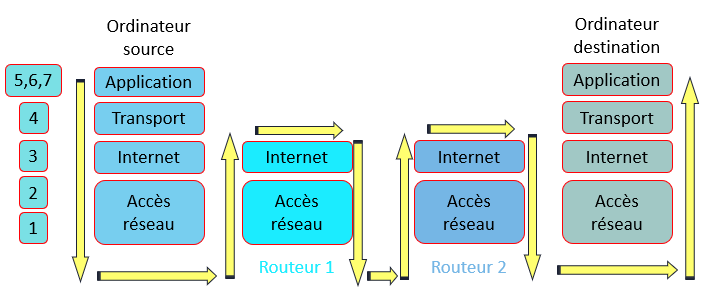 Ordinateur
source
Ordinateur
destination
5,6,7
Application
Application
4
Transport
Transport
3
Internet
Internet
Internet
Internet
2
1
Accès
réseau
Accès
réseau
Accès
réseau
Accès
réseau
Routeur 1
Routeur 2